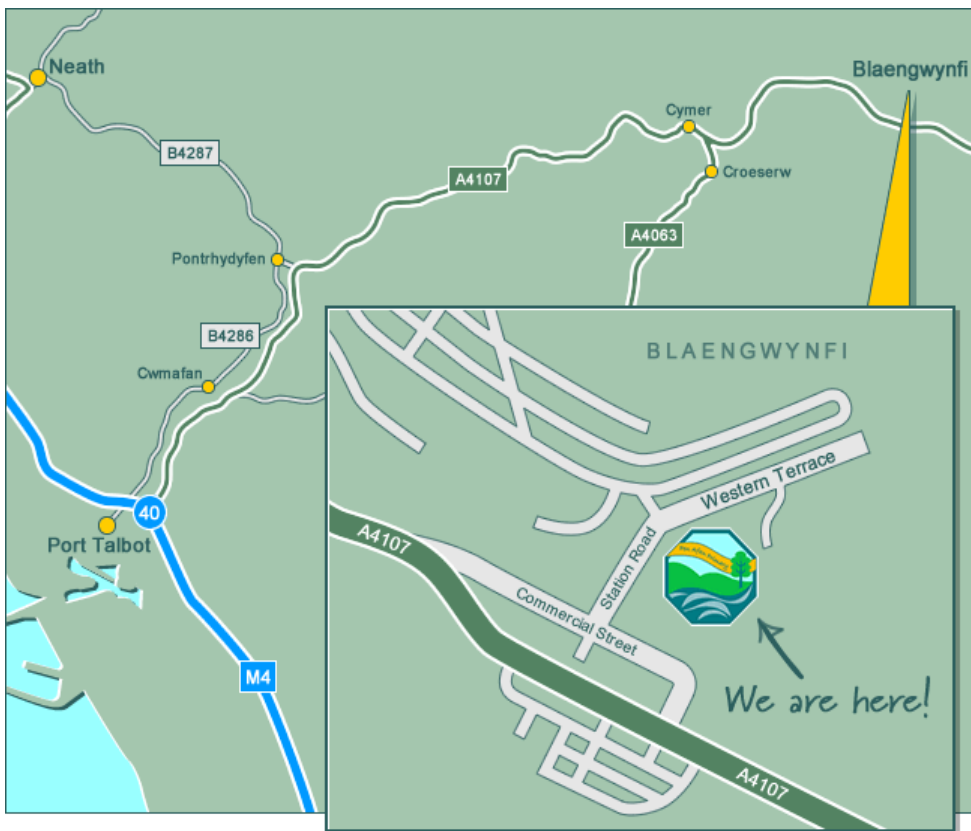 Neath
Blaengwynfi
Cymer
B4287
Croeserw
A4107
A4063
Pontrhydyfen
B4286
Cwmafan
40
Port Talbot
M4
BLAENGWYNFI
Western Terrace
A4107
Station Road
Commercial Street
We are here!
A4107